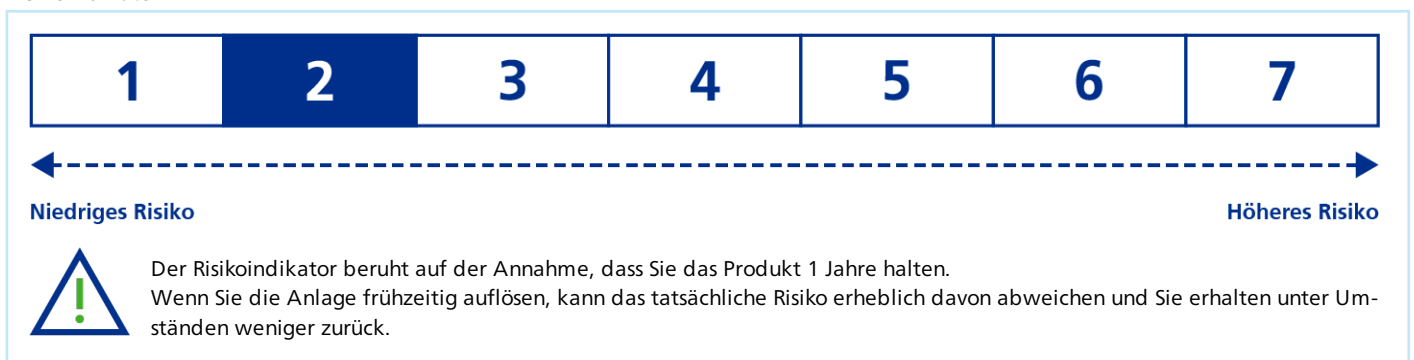 1 2 3 4 5 6 7
Niedriges Risiko Höheres Risiko
Der Risikoindikator beruht auf der Annahme, dass Sie das Produkt 1 Jahre halten.
Wenn Sie die Anlage frühzeitig auflösen, kann das tatsächliche Risiko erheblich davon abweichen und Sie erhalten unter Um-
ständen weniger zurück.